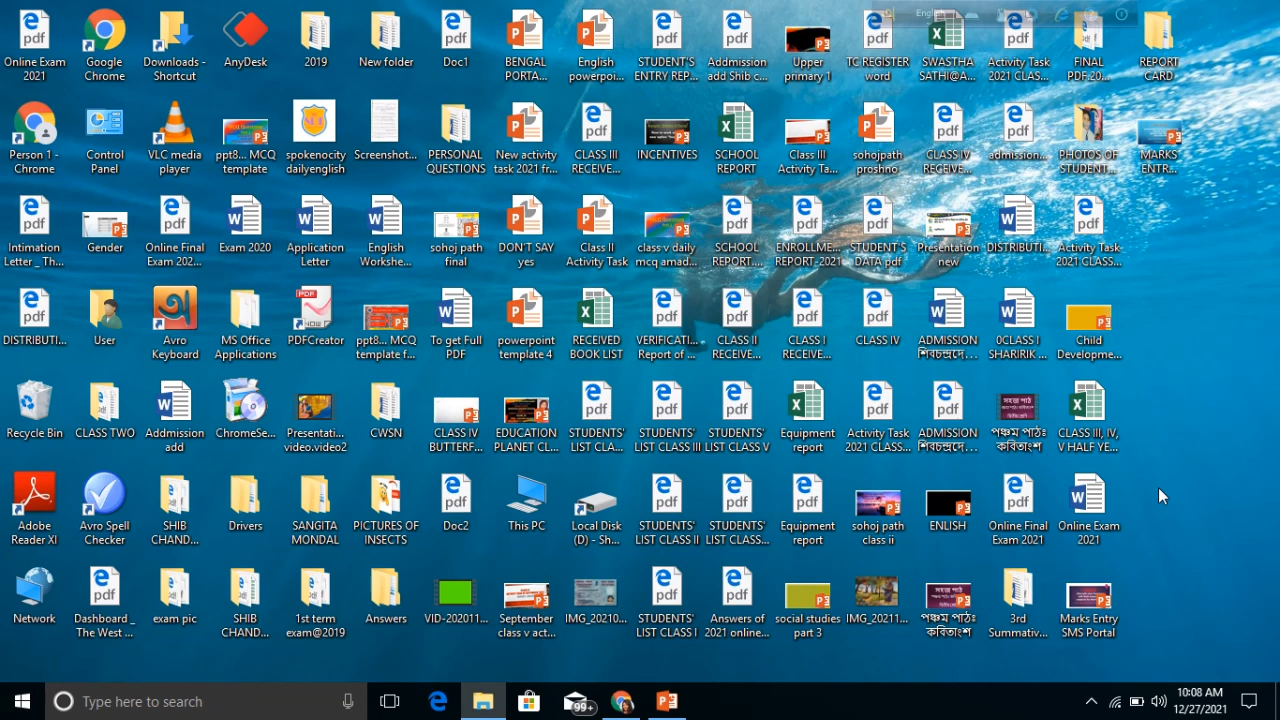 English
Online Exam
2021
Google
Chrome
Downloads -
Shortcut
AnyDesk
2019
New folder
Doc1
BENGAL
PORTA...
English
powerpoi...
STUDENT'S
ENTRY REP...
Addmission
add Shib c...
Upper
primary 1
TC REGISTER
word
SWASTHA
SATHI@A...
Activity Task
2021 CLAS...
FINAL
PDF.20...
REPORT
CARD
Person 1 -
Chrome
Control
Panel
VLC media
player
ppt8... MCQ
template
spokenocity
dailyenglish
Screenshot...
PERSONAL
QUESTIONS
New activity
task 2021 fr...
CLASS III
RECEIVE...
INCENTIVES
SCHOOL
REPORT
Class III
Activity Ta...
sohojpath
proshno
CLASS IV
RECEIVE...
admission...
PHOTOS OF
STUDENT...
MARKS
ENTR...
Intimation
Letter _ Th...
Gender
Online Final
Exam 202...
Exam 2020
Application
Letter
English
Workshe...
sohoj path
final
DON'T SAY
yes
Class II
Activity Task
class v daily
mcq amad...
SCHOOL
REPORT....
ENROLLME...
REPORT-2021
STUDENT'S
DATA pdf
Presentation
new
DISTRIBUTI...
Activity Task
2021 CLASS...
DISTRIBUTI...
User
Avro
Keyboard
MS Office
Applications
PDFCreator
ppt8... MCQ
template f...
To get Full
PDF
powerpoint
template 4
RECEIVED
BOOK LIST
VERIFICATI...
Report of ...
CLASS II
RECEIVE...
CLASS I
RECEIVE...
CLASS IV
ADMISSION
শিবচন্দ্রদে...
0CLASS I
SHARIRIK ...
Child
Developme...
Recycle Bin
CLASS TWO
Addmission
add
ChromeSe...
Presentati...
video.video2
CWSN
CLASS IV
BUTTERF...
EDUCATION
PLANET CL...
STUDENTS'
LIST CLA...
STUDENTS'
LIST CLASS III
STUDENTS'
LIST CLASS V
Equipment
report
Activity Task
2021 CLASS...
ADMISSION
শিবচন্দ্রদে...
পঞ্চম পাঠঃ
কবিতাংশ
CLASS III, IV,
V HALF YE...
Adobe
Reader XI
Avro Spell
Checker
SHIB
CHAND...
Drivers
SANGITA
MONDAL
PICTURES OF
INSECTS
Doc2
This PC
Local Disk
(D) - Sh...
STUDENTS'
LIST CLASS II
STUDENTS'
LIST CLASS...
Equipment
report
sohoj path
class ii
ENLISH
Online Final
Exam 2021
Online Exam
2021
Network
Dashboard _
The West ...
exam pic
SHIB
CHAND...
1st term
exam@2019
Answers
VID-202011...
September
class v act...
IMG_20210...
STUDENTS'
LIST CLASS I
Answers of
2021 online...
social studies
part 3
IMG_20211...
পঞ্চম পাঠঃ
কবিতাংশ
3rd
Summativ...
Marks Entry
SMS Portal
Type here to search
99+
10:08 AM
12/27/2021